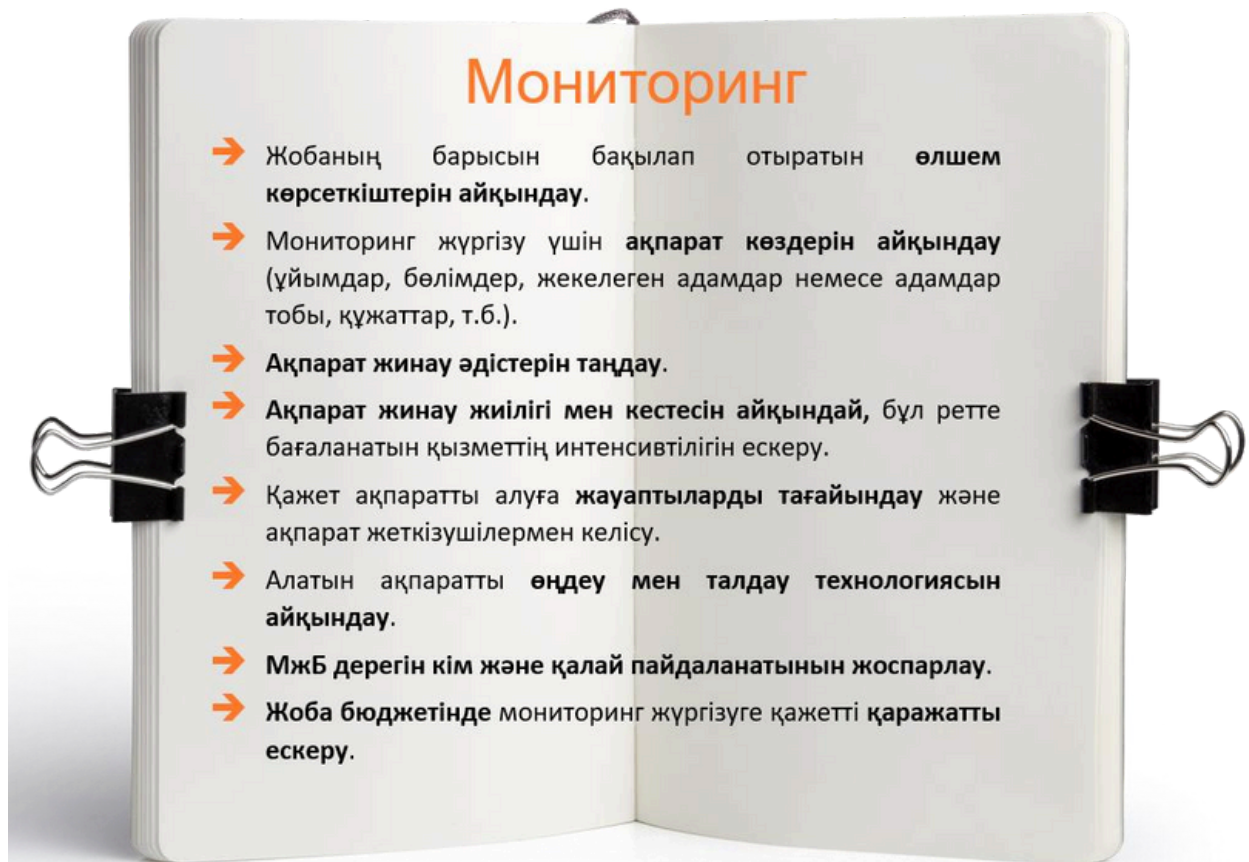 Мониторинг
Жобаның барысын бақылап отыратын өлшем
көрсеткіштерін айқындау.
Мониторинг жүргізу үшін ақпарат көздерін айқындау
(ұйымдар, бөлімдер, жекелеген адамдар немесе адамдар
тобы, құжаттар, т.б.).
Ақпарат жинау әдістерін таңдау.
Ақпарат жинау жиілігі мен кестесін айқындай, бұл ретте
бағаланатын қызметтің интенсивтілігін ескеру.
Қажет ақпаратты алуға жауаптыларды тағайындау және
ақпарат жеткізушілермен келісу.
Алатын ақпаратты өңдеу мен талдау технологиясын
айқындау.
МжБ дерегін кім және қалай пайдаланатынын жоспарлау.
Жоба бюджетінде мониторинг жүргізуге қажетті қаражатты
ескеру.